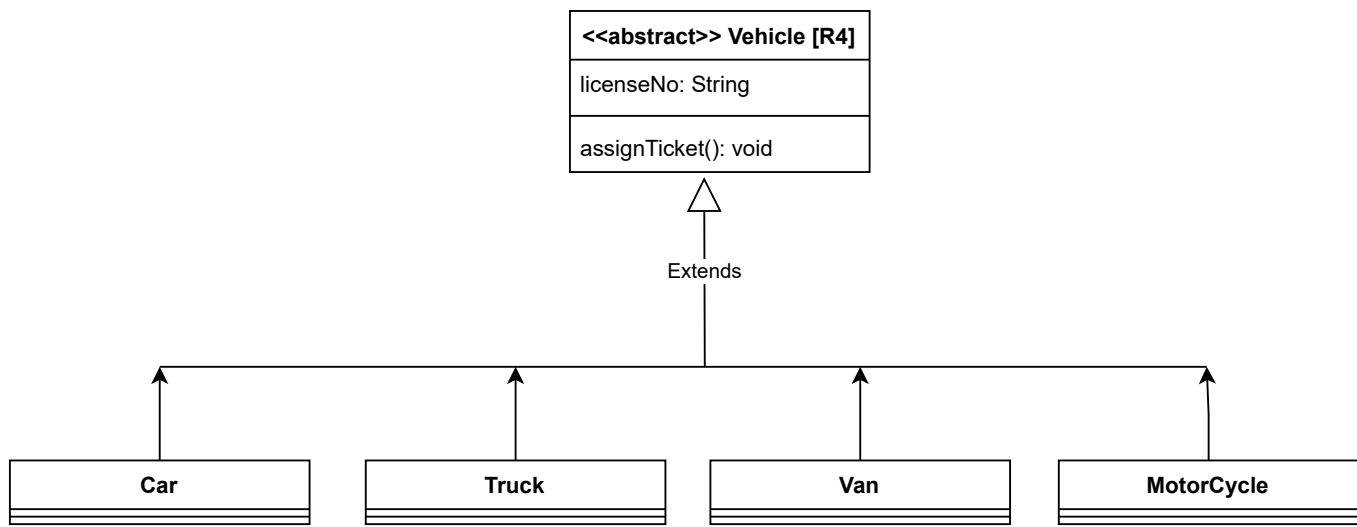 <<abstract>> Vehicle [R4]
licenseNo: String
assignTicket(): void
Extends
Car
Truck
Van
MotorCycle